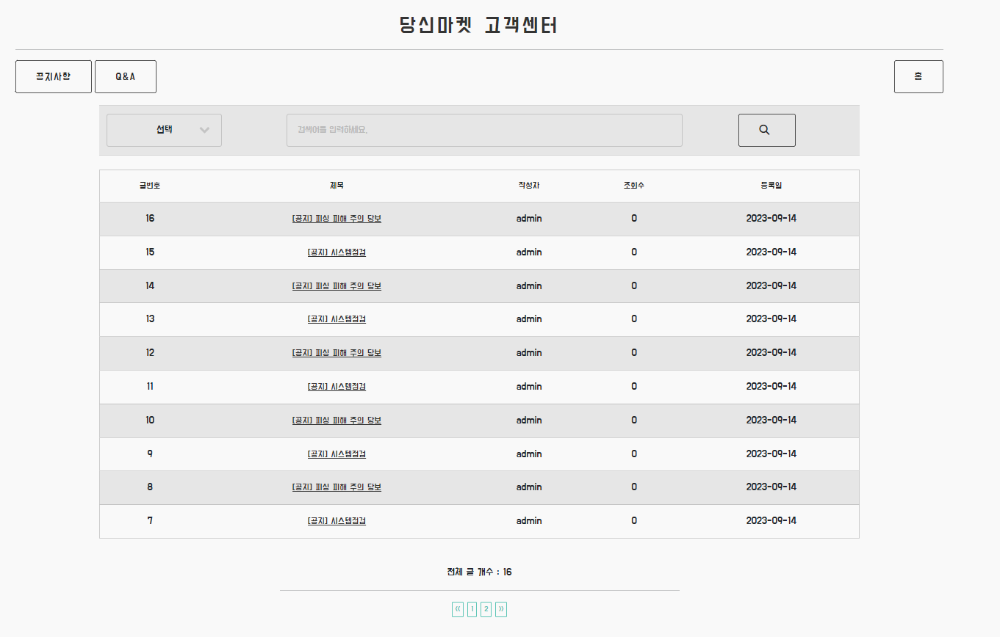 당신마켓 고객센터
공지사항 Q&A 홈
선택 검색어를 입력하세요.
글번호 제목 작성자 조회수 등록일
16 [공지] 피싱 피해 주의 당보 admin 0 2023-09-14
15 [공지] 시스템점검 admin 0 2023-09-14
14 [공지] 피싱 피해 주의 당보 admin 0 2023-09-14
13 [공지] 시스템점검 admin 0 2023-09-14
12 [공지] 피싱 피해 주의 당보 admin 0 2023-09-14
11 [공지] 시스템점검 admin 0 2023-09-14
10 [공지] 피싱 피해 주의 당보 admin 0 2023-09-14
9 [공지] 시스템점검 admin 0 2023-09-14
8 [공지] 피싱 피해 주의 당보 admin 0 2023-09-14
7 [공지] 시스템점검 admin 0 2023-09-14
전체 글 개수 : 16
« 1 2 »